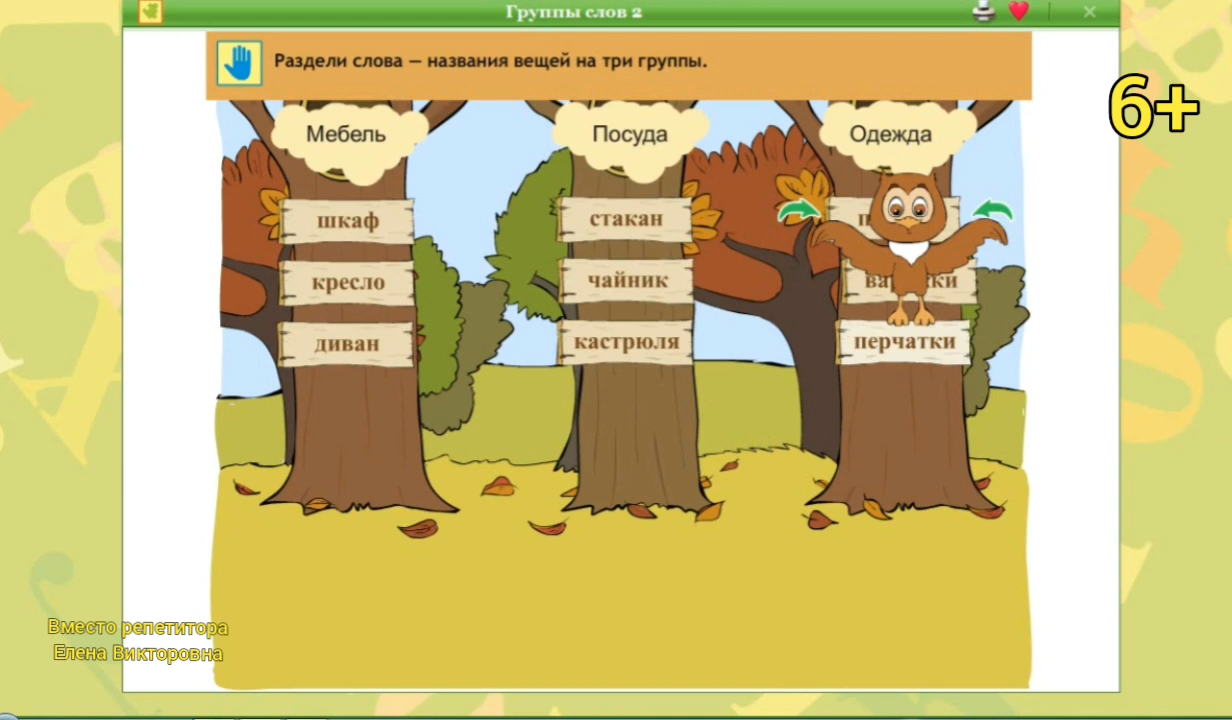 Группы слов 2
Раздели слова — названия вещей на три группы.
6+
Мебель
Посуда
Одежда
шкаф
стакан
кресло
чайник
диван
кастрюля
перчатки
Вместо репетитора
Елена Викторовна